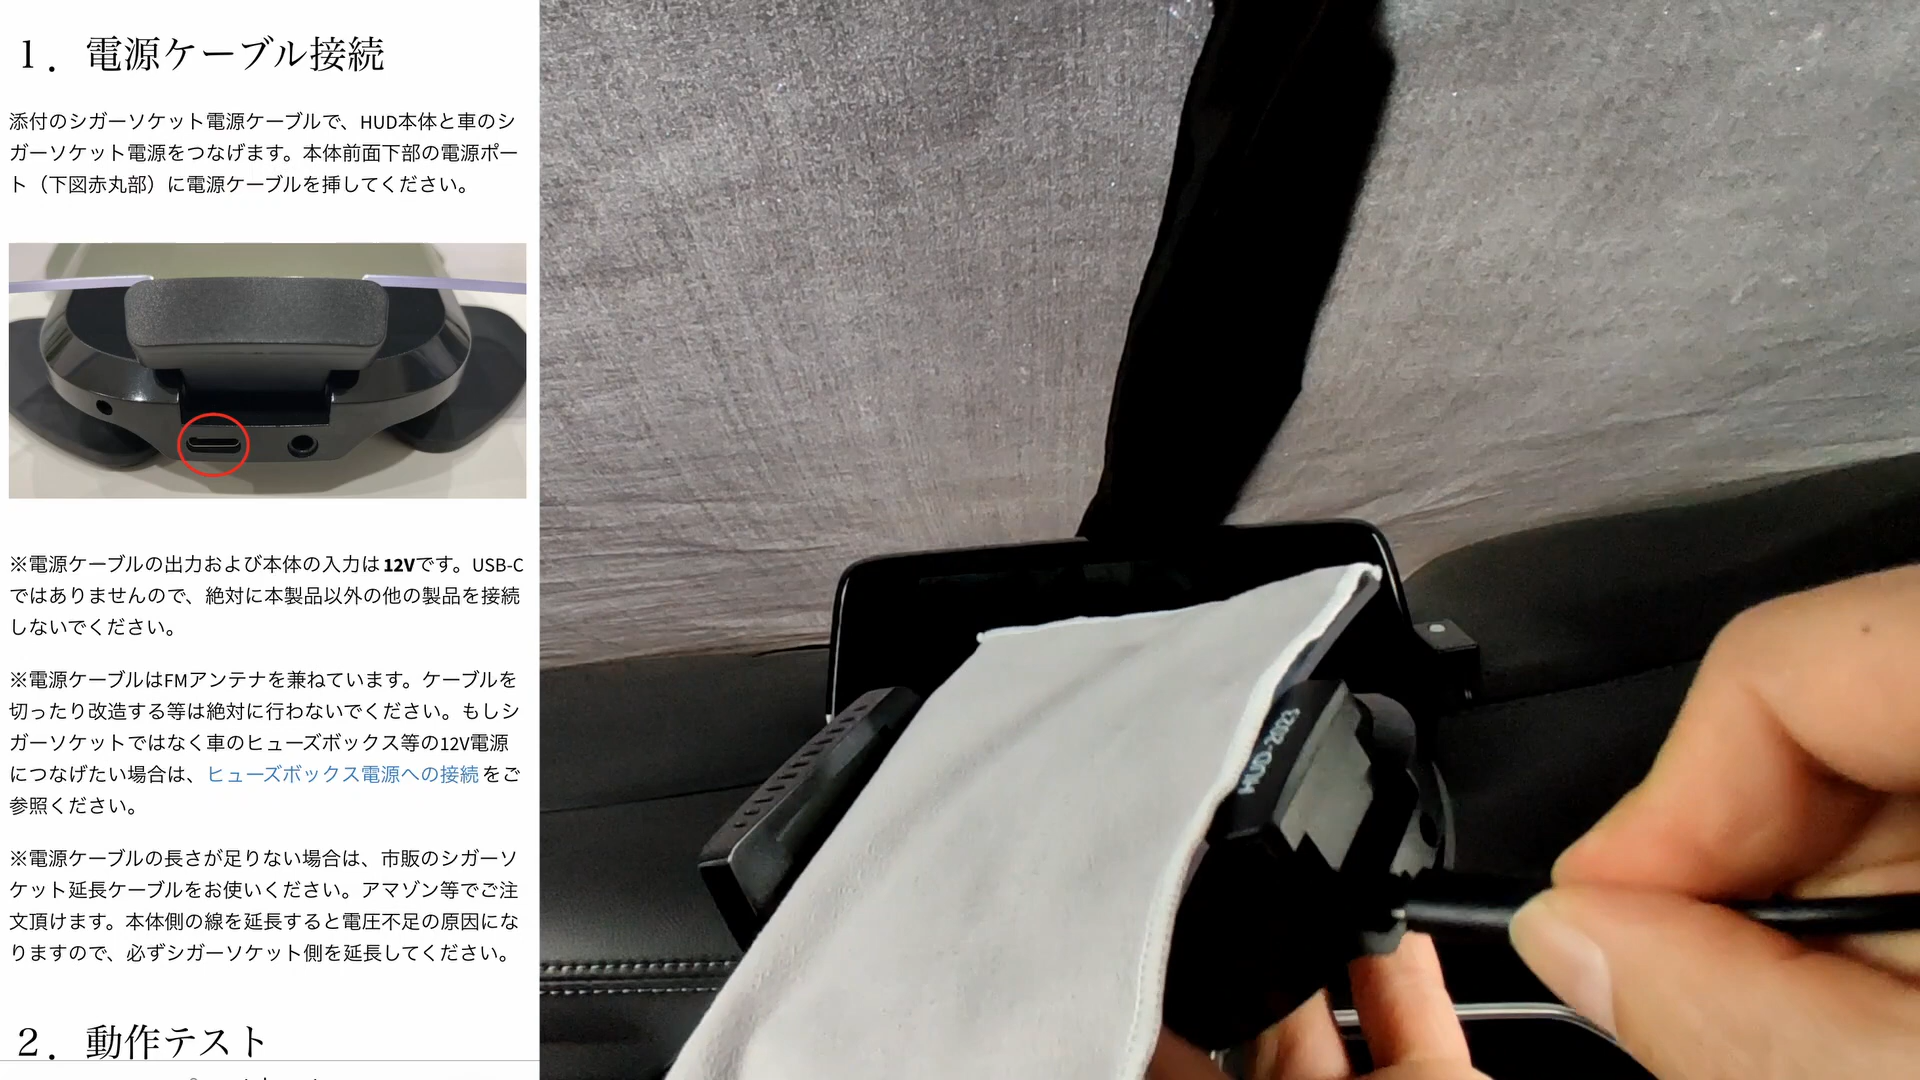 １．電源ケーブル接続
添付のシガーソケット電源ケーブルで、HUD本体と車のシ
ガーソケット電源をつなげます。本体前面下部の電源ポー
ト（下図赤丸部）に電源ケーブルを挿してください。
※電源ケーブルの出力および本体の入力は12Vです。USB-C
ではありませんので、絶対に本製品以外の他の製品を接続
しないでください。
※電源ケーブルはFMアンテナを兼ねています。ケーブルを
切ったり改造する等は絶対に行わないでください。もしシ
ガーソケットではなく車のヒューズボックス等の12V電源
につなげたい場合は、ヒューズボックス電源への接続をご
参照ください。
※電源ケーブルの長さが足りない場合は、市販のシガーソ
ケット延長ケーブルをお使いください。アマゾン等でご注
文頂けます。本体側の線を延長すると電圧不足の原因にな
りますので、必ずシガーソケット側を延長してください。
２．動作テスト
HUD-2023